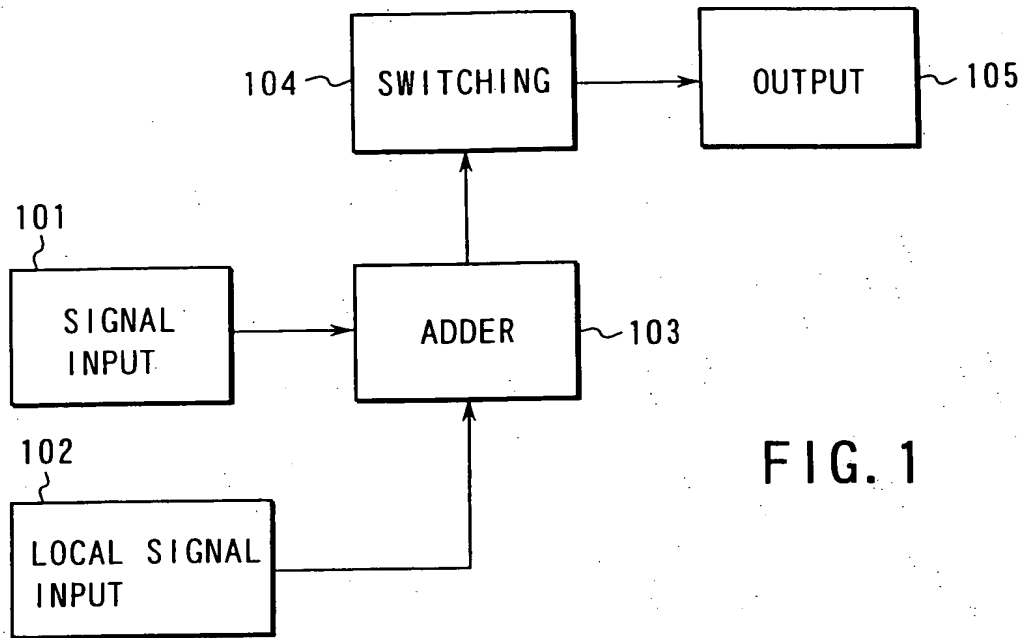 104
SWITCHING
OUTPUT
105
101
SIGNAL
INPUT
ADDER
103
102
LOCAL SIGNAL
INPUT
FIG. 1